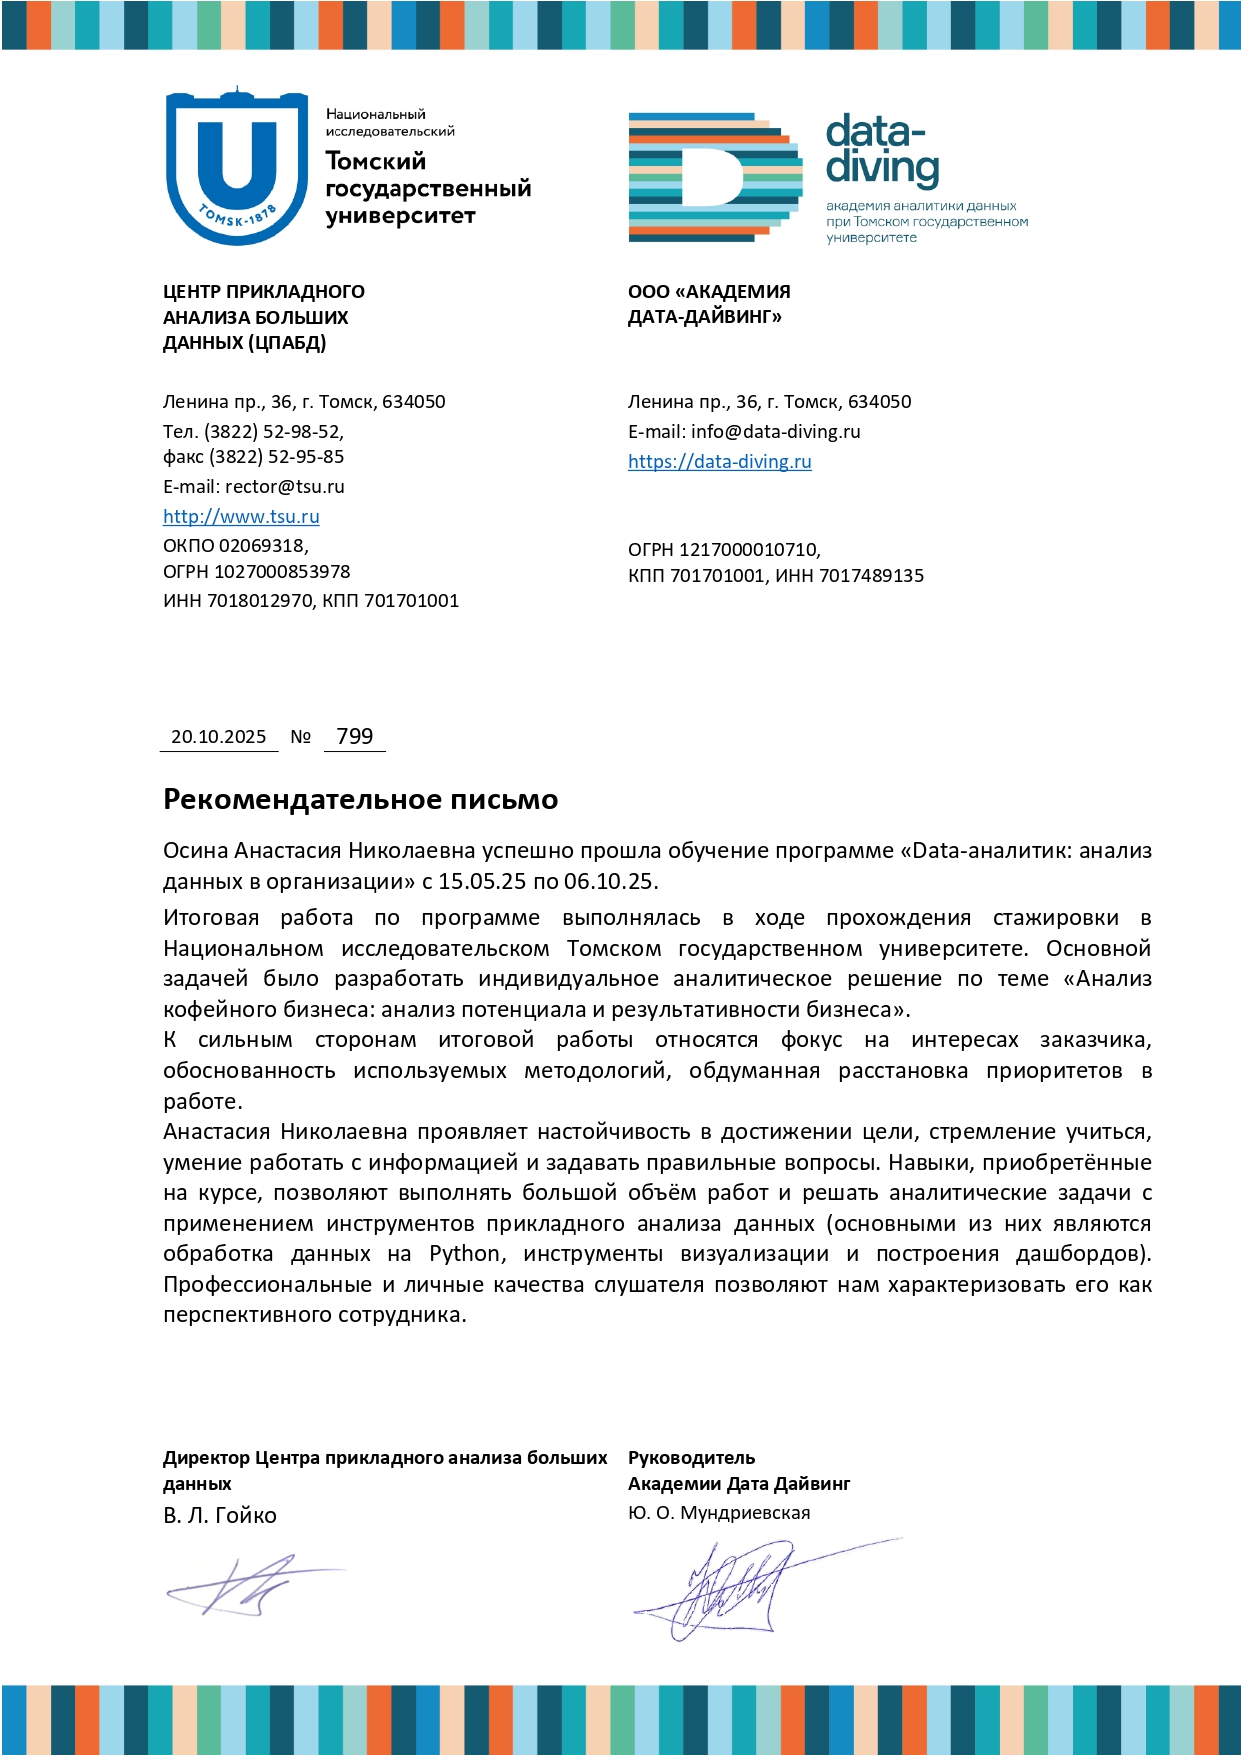 Национальный
исследовательский
Томский
государственный
университет
TOMSK-1878
data-
diving
академия аналитики данных
при Томском государственном
университете
ЦЕНТР ПРИКЛАДНОГО
АНАЛИЗА БОЛЬШИХ
ДАННЫХ (ЦПАБД)
Ленина пр., 36, г. Томск, 634050
Тел. (3822) 52-98-52,
факс (3822) 52-95-85
E-mail: rector@tsu.ru
http://www.tsu.ru
ОКПО 02069318,
ОГРН 1027000853978
ИНН 7018012970, КПП 701701001
ООО «АКАДЕМИЯ
ДАТА-ДАЙВИНГ»
Ленина пр., 36, г. Томск, 634050
E-mail: info@data-diving.ru
https://data-diving.ru
ОГРН 1217000010710,
КПП 701701001, ИНН 7017489135
20.10.2025 № 799
Рекомендательное письмо
Осина Анастасия Николаевна успешно прошла обучение программе «Data-аналитик: анализ
данных в организации» с 15.05.25 по 06.10.25.
Итоговая работа по программе выполнялась в ходе прохождения стажировки в
Национальном исследовательском Томском государственном университете. Основной
задачей было разработать индивидуальное аналитическое решение по теме «Анализ
кофейного бизнеса: анализ потенциала и результативности бизнеса».
К сильным сторонам итоговой работы относятся фокус на интересах заказчика,
обоснованность используемых методологий, обдуманная расстановка приоритетов в
работе.
Анастасия Николаевна проявляет настойчивость в достижении цели, стремление учиться,
умение работать с информацией и задавать правильные вопросы. Навыки, приобретённые
на курсе, позволяют выполнять большой объём работ и решать аналитические задачи с
применением инструментов прикладного анализа данных (основными из них являются
обработка данных на Python, инструменты визуализации и построения дашбордов).
Профессиональные и личные качества слушателя позволяют нам характеризовать его как
перспективного сотрудника.
Директор Центра прикладного анализа больших
данных
В. Л. Гойко
Руководитель
Академии Дата Дайвинг
Ю. О. Мундриевская